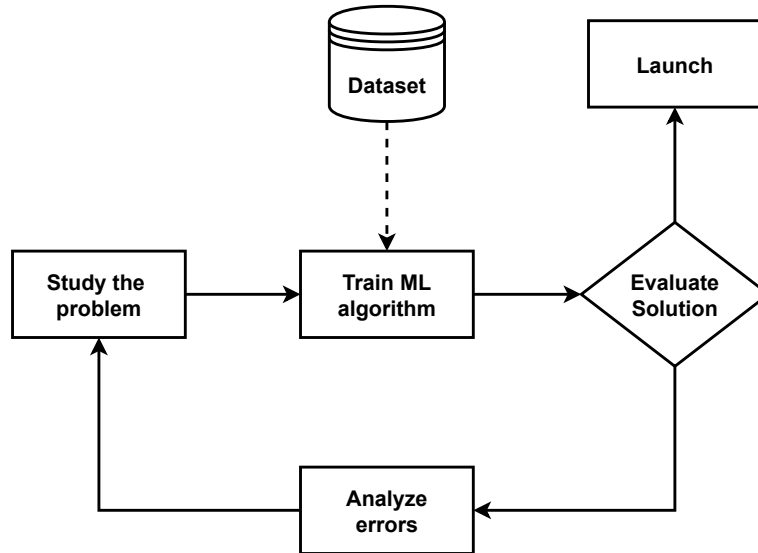 Dataset
Launch
Study the
problem
Train ML
algorithm
Evaluate
Solution
Analyze
errors